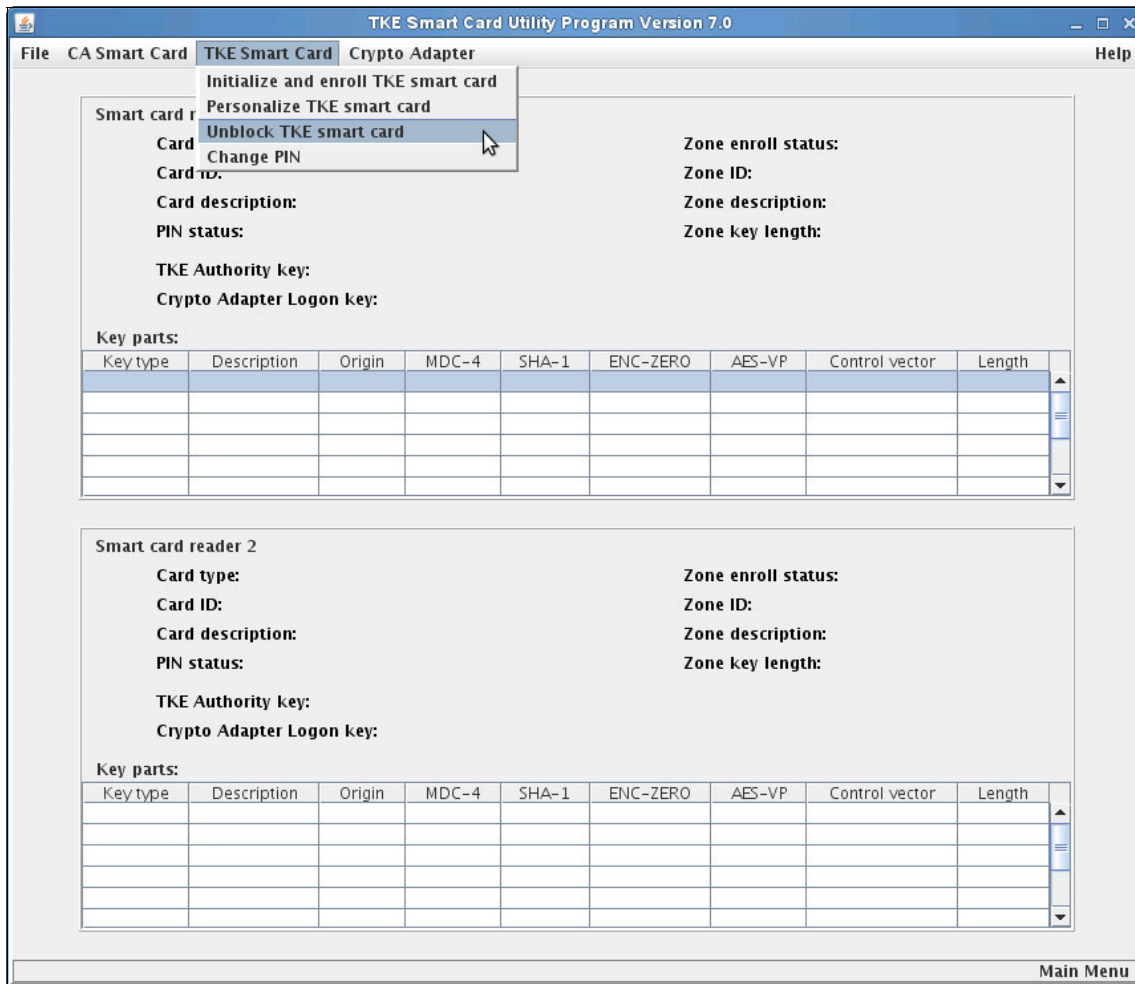 TKE Smart Card Utility Program Version 7.0
File CA Smart Card TKE Smart Card Crypto Adapter Help
Initialize and enroll TKE smart card
Personalize TKE smart card
Unblock TKE smart card
Change PIN
Smart card r
Card Zone enroll status:
Card ID: Zone ID:
Card description: Zone description:
PIN status: Zone key length:
TKE Authority key:
Crypto Adapter Logon key:
Key parts:
Key type Description Origin MDC-4 SHA-1 ENC-ZERO AES-VP Control vector Length
Smart card reader 2
Card type: Zone enroll status:
Card ID: Zone ID:
Card description: Zone description:
PIN status: Zone key length:
TKE Authority key:
Crypto Adapter Logon key:
Key parts:
Key type Description Origin MDC-4 SHA-1 ENC-ZERO AES-VP Control vector Length
Main Menu